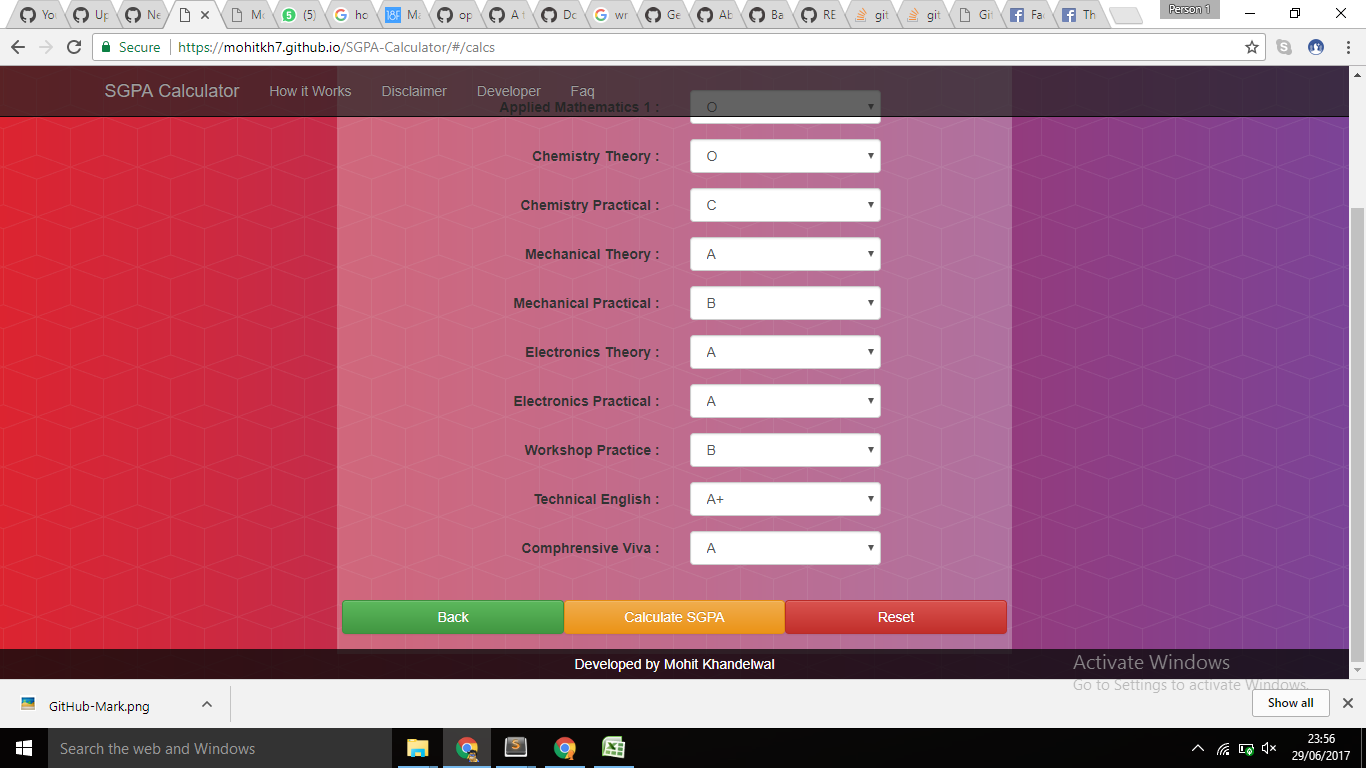 You Up Ne Mo (5) ho Ma op A t Do wr Ge Ab Ba RE git git Git Fac Th Person 1
Secure https://mohitkh7.github.io/SGPA-Calculator/#/calcs
SGPA Calculator How it Works Disclaimer Developer Faq
Applied Mathematics 1 : O
Chemistry Theory : O
Chemistry Practical : C
Mechanical Theory : A
Mechanical Practical : B
Electronics Theory : A
Electronics Practical : A
Workshop Practice : B
Technical English : A+
Comphrensive Viva : A
Back Calculate SGPA Reset
Developed by Mohit Khandelwal
Activate Windows
Go to Settings to activate Windows.
GitHub-Mark.png Show all
Search the web and Windows
23:56
29/06/2017